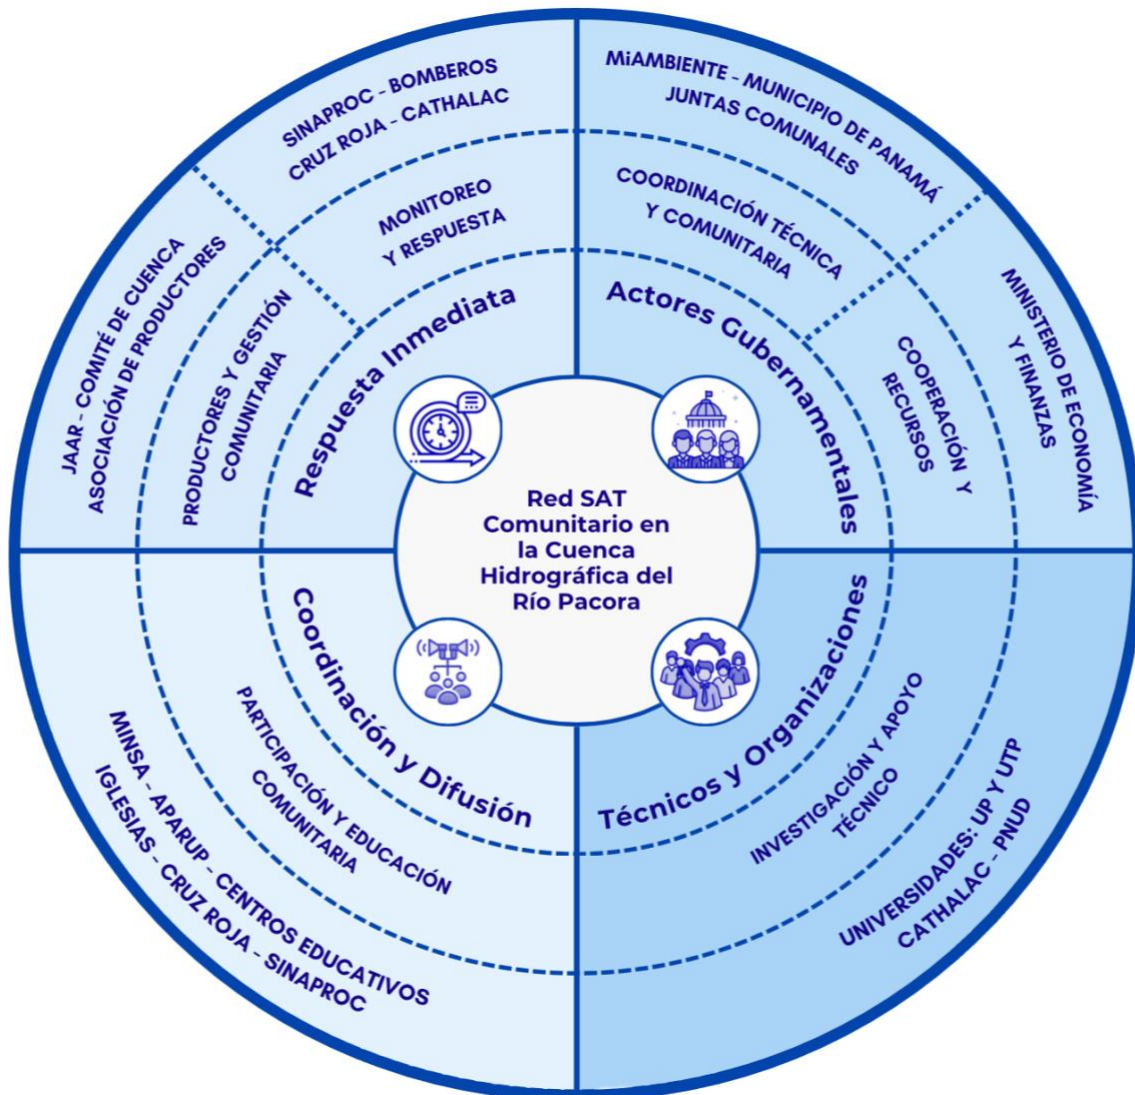 SINAPROC - BOMBEROS
CRUZ ROJA - CATHALAC
MONITOREO
Y RESPUESTA
JAAR - COMITÉ DE CUENCA
ASOCIACIÓN DE PRODUCTORES
PRODUCTORES Y GESTIÓN
COMUNITARIA
Respuesta Inmediata
MiAMBIENTE - MUNICIPIO DE PANAMÁ
JUNTAS COMUNALES
COORDINACIÓN TÉCNICA
Y COMUNITARIA
MINISTERIO DE ECONOMÍA
Y FINANZAS
COOPERACIÓN Y
RECURSOS
Actores Gubernamentales
Red SAT
Comunitario en
la Cuenca
Hidrográfica del
Río Pacora
Coordinación y Difusión
PARTICIPACIÓN Y EDUCACIÓN
COMUNITARIA
MINSA - APARUP - CENTROS EDUCATIVOS
IGLESIAS - CRUZ ROJA - SINAPROC
Técnicos y Organizaciones
INVESTIGACIÓN Y APOYO
TÉCNICO
UNIVERSIDADES: UP Y UTP
CATHALAC - PNUD